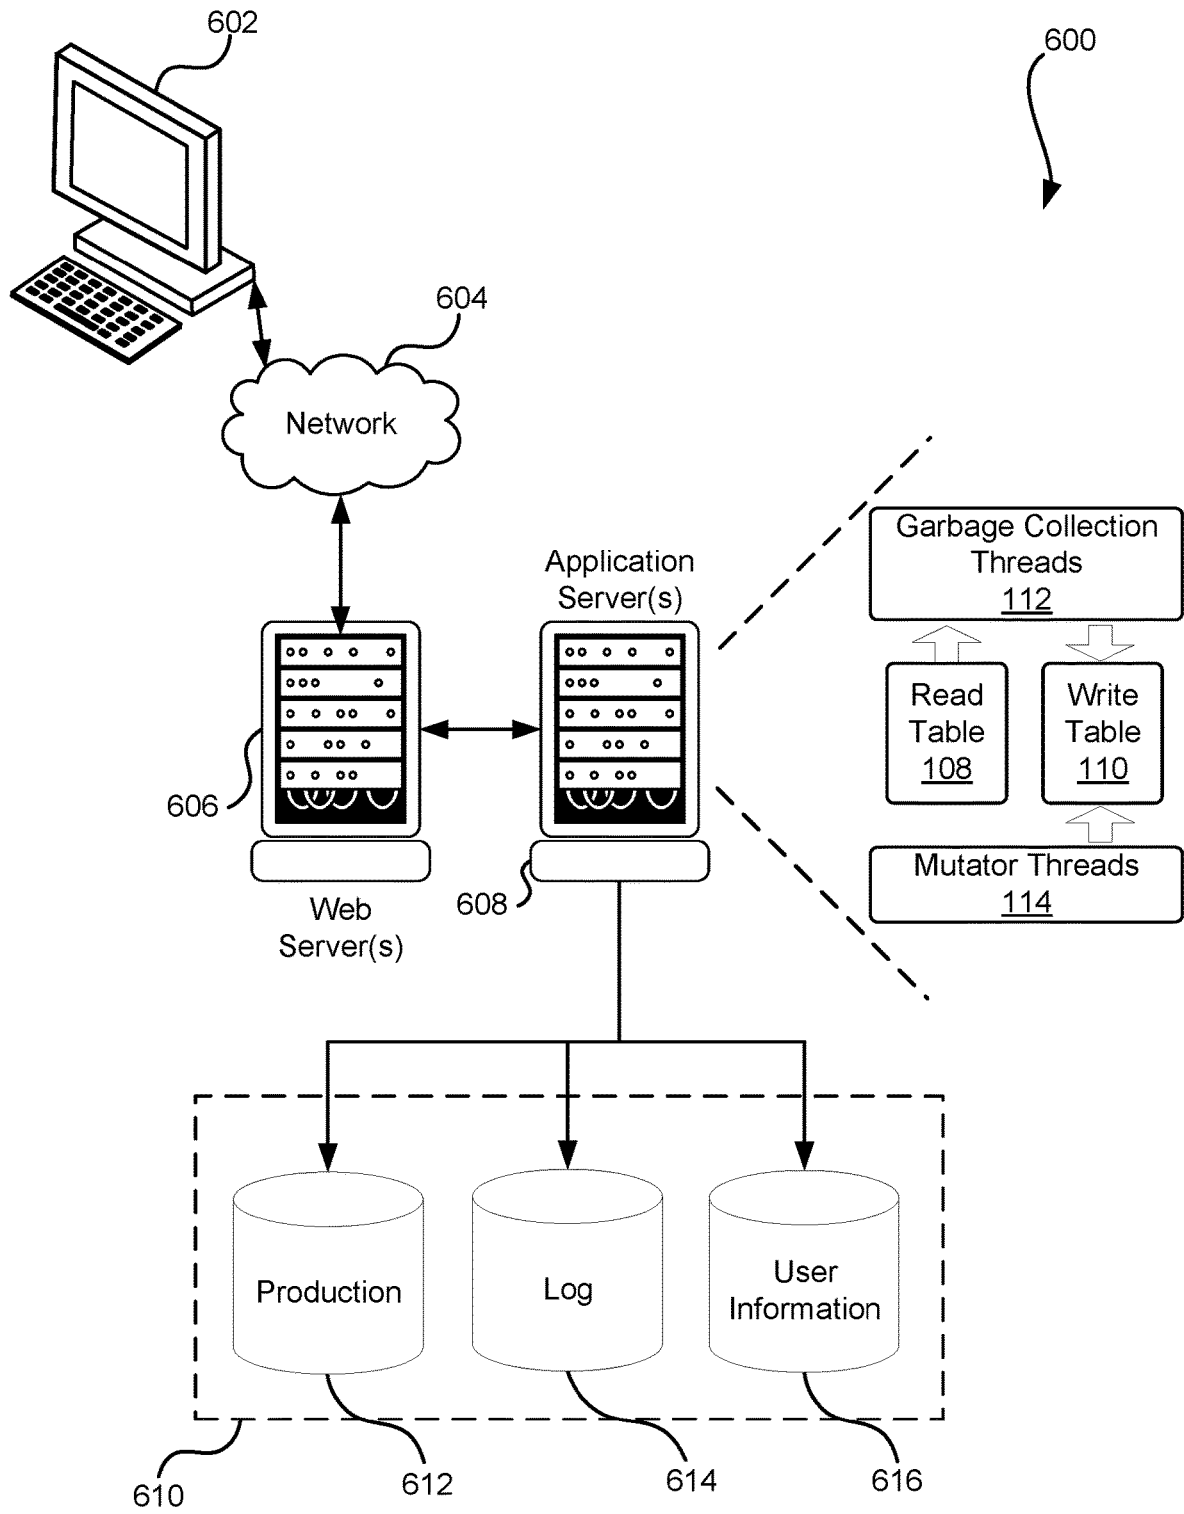 602
600
604
Network
Application
Server(s)
Garbage Collection
Threads
112
Read
Table
108
Write
Table
110
606
Mutator Threads
114
608
Web
Server(s)
Production
Log
User
Information
610
612
614
616